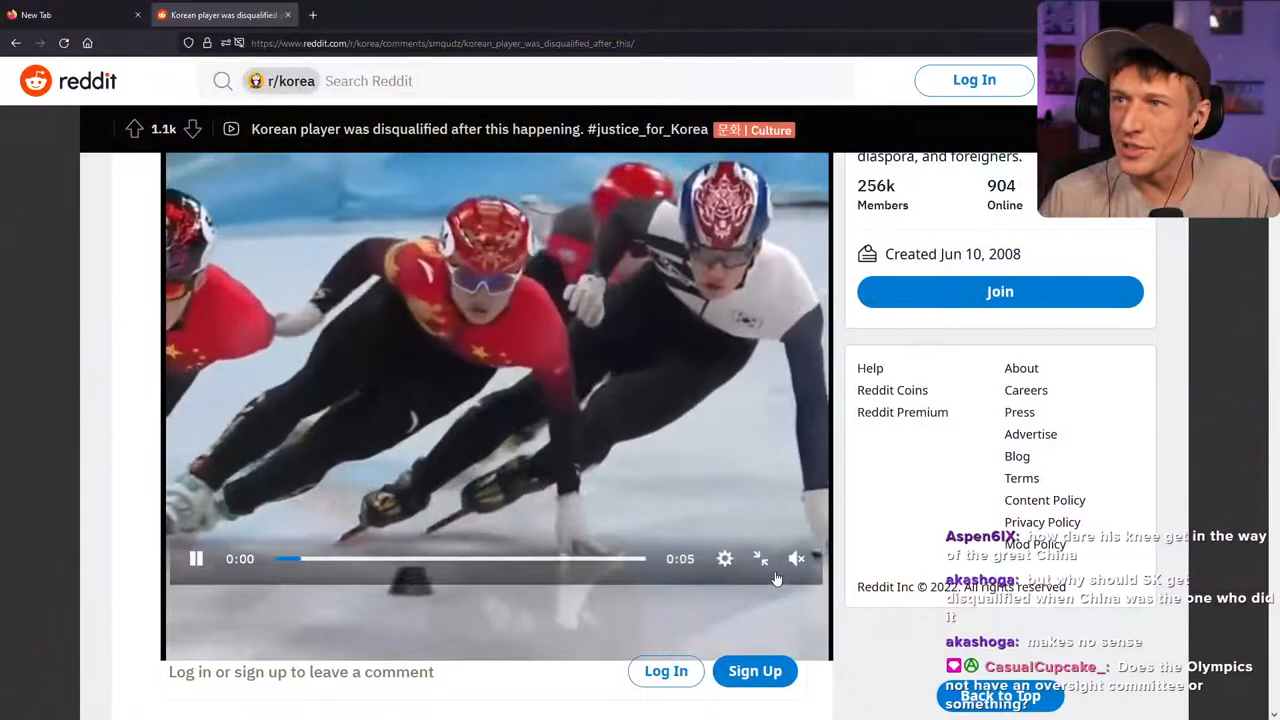 New Tab
Korean player was disqualified
https://www.reddit.com/r/korea/comments/smqudz/korean_player_was_disqualified_after_this/
reddit
r/korea
Search Reddit
Log In
1.1k
Korean player was disqualified after this happening. #justice_for_Korea
문화 | Culture
diaspora, and foreigners.
256k
904
Members
Online
Created Jun 10, 2008
Join
Help
About
Reddit Coins
Careers
Reddit Premium
Press
Advertise
Blog
Terms
Content Policy
Privacy Policy
Mod Policy
Reddit Inc © 2022. All rights reserved
Back to Top
0:00
0:05
Log in or sign up to leave a comment
Log In
Sign Up
Aspen6IX: how dare his knee get in the way
of the great China
akashoga: but why should SK get
disqualified when China was the one who did
it
akashoga: makes no sense
CasualCupcake_: Does the Olympics
not have an oversight committee or
something?